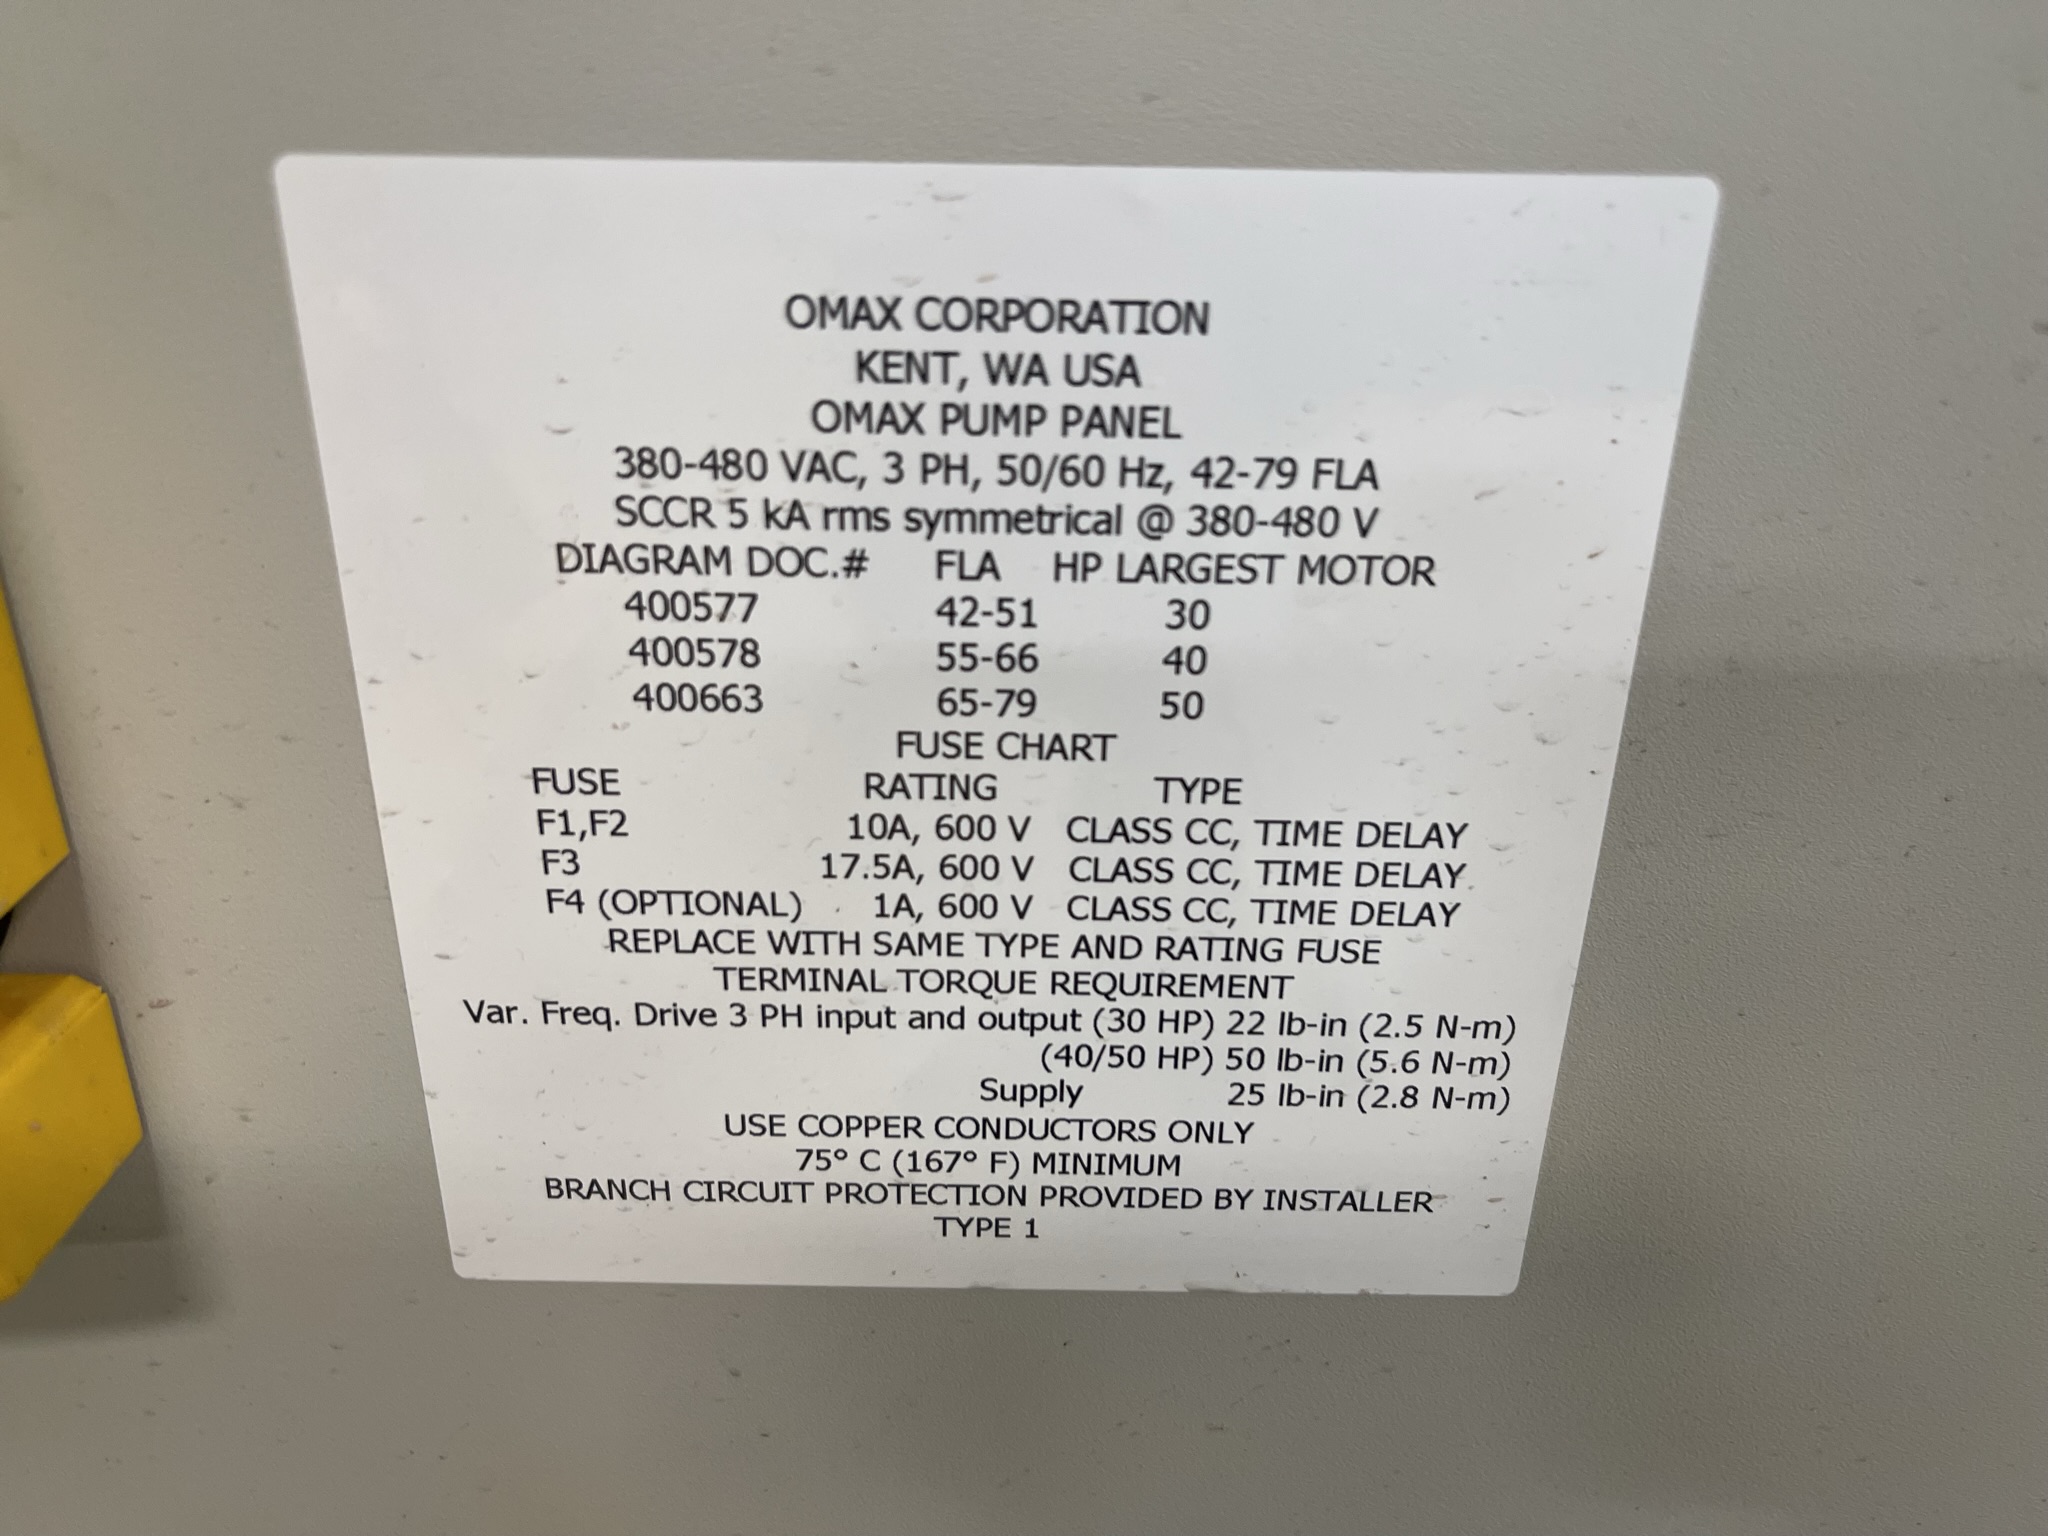 OMAX CORPORATION
KENT, WA USA
OMAX PUMP PANEL
380-480 VAC, 3 PH, 50/60 Hz, 42-79 FLA
SCCR 5 kA rms symmetrical @ 380-480 V
DIAGRAM DOC.# FLA HP LARGEST MOTOR
400577 42-51 30
400578 55-66 40
400663 65-79 50
FUSE CHART
FUSE RATING TYPE
F1,F2 10A, 600 V CLASS CC, TIME DELAY
F3 17.5A, 600 V CLASS CC, TIME DELAY
F4 (OPTIONAL) 1A, 600 V CLASS CC, TIME DELAY
REPLACE WITH SAME TYPE AND RATING FUSE
TERMINAL TORQUE REQUIREMENT
Var. Freq. Drive 3 PH input and output (30 HP) 22 lb-in (2.5 N-m)
(40/50 HP) 50 lb-in (5.6 N-m)
Supply 25 lb-in (2.8 N-m)
USE COPPER CONDUCTORS ONLY
75° C (167° F) MINIMUM
BRANCH CIRCUIT PROTECTION PROVIDED BY INSTALLER
TYPE 1